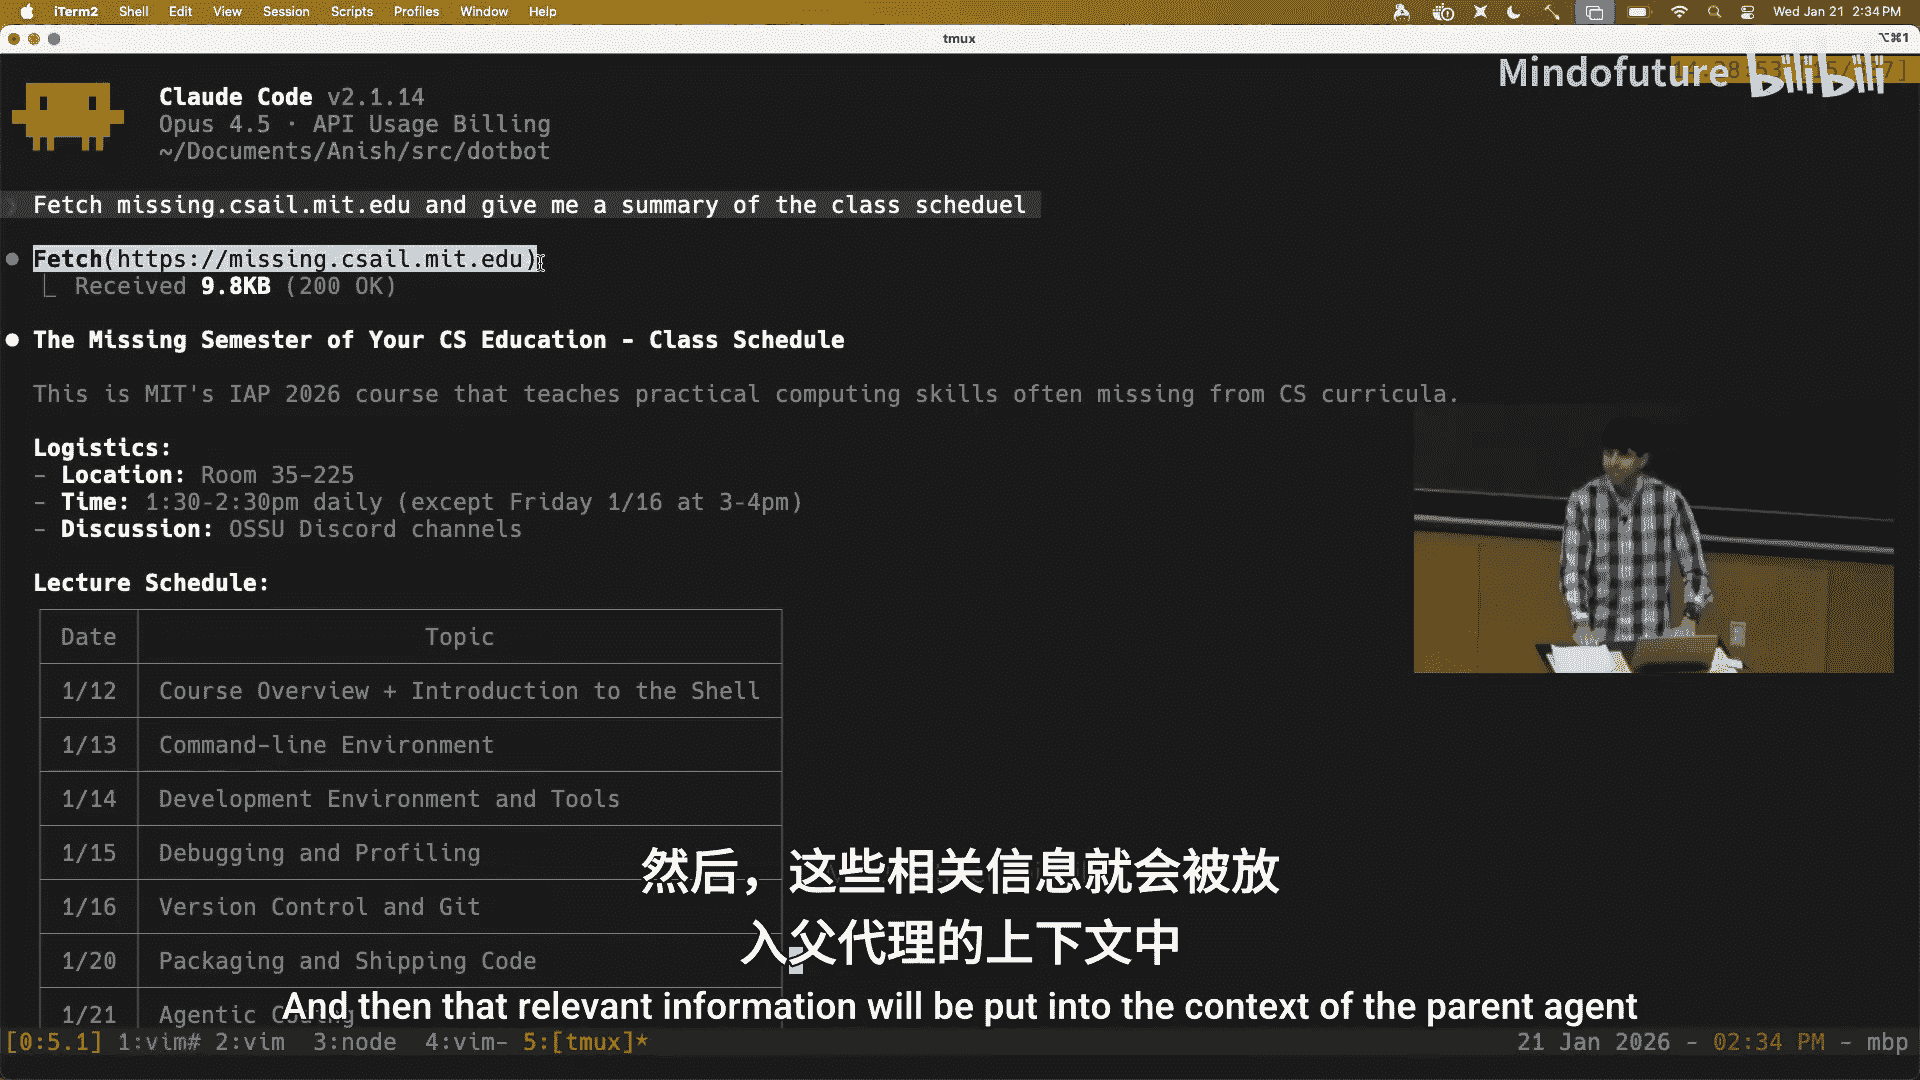 iTerm2 Shell Edit View Session Scripts Profiles Window Help Wed Jan 21 2:34 PM
tmux ⌥⌘1
Mindofuture bilibili
Claude Code v2.1.14
Opus 4.5 · API Usage Billing
~/Documents/Anish/src/dotbot
Fetch missing.csail.mit.edu and give me a summary of the class scheduel
Fetch(https://missing.csail.mit.edu)
Received 9.8KB (200 OK)
The Missing Semester of Your CS Education - Class Schedule
This is MIT's IAP 2026 course that teaches practical computing skills often missing from CS curricula.
Logistics:
- Location: Room 35-225
- Time: 1:30-2:30pm daily (except Friday 1/16 at 3-4pm)
- Discussion: OSSU Discord channels
Lecture Schedule:
Date Topic
1/12 Course Overview + Introduction to the Shell
1/13 Command-line Environment
1/14 Development Environment and Tools
1/15 Debugging and Profiling
1/16 Version Control and Git
1/20 Packaging and Shipping Code
1/21 Agentic Coding
然后，这些相关信息就会被放
入父代理的上下文中
And then that relevant information will be put into the context of the parent agent
[0:5.1] 1:vim# 2:vim 3:node 4:vim- 5:[tmux]* 21 Jan 2026 - 02:34 PM - mbp